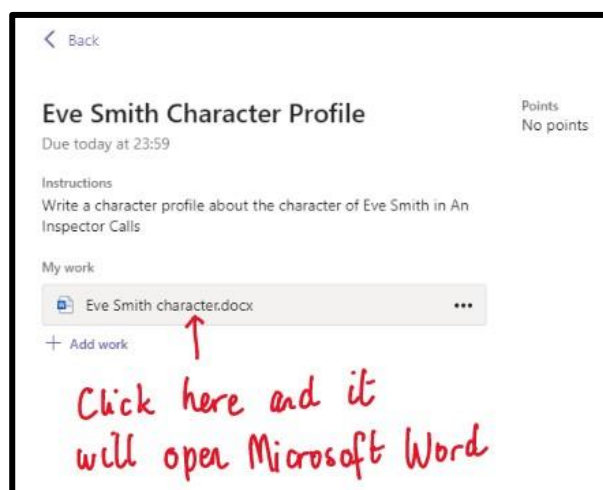 Back
Eve Smith Character Profile
Points
No points
Due today at 23:59
Instructions
Write a character profile about the character of Eve Smith in An
Inspector Calls
My work
Eve Smith character.docx
Add work
Click here and it
will open Microsoft Word